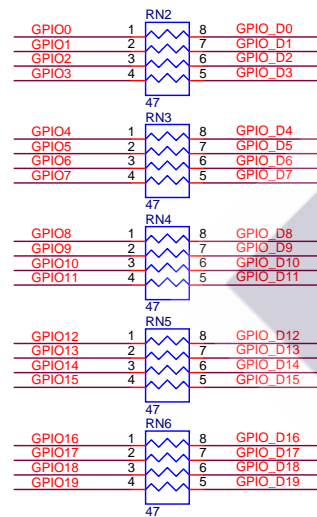 RN2
GPIO0 1 8 GPIO_D0
GPIO1 2 7 GPIO_D1
GPIO2 3 6 GPIO_D2
GPIO3 4 5 GPIO_D3
47
RN3
GPIO4 1 8 GPIO_D4
GPIO5 2 7 GPIO_D5
GPIO6 3 6 GPIO_D6
GPIO7 4 5 GPIO_D7
47
RN4
GPIO8 1 8 GPIO_D8
GPIO9 2 7 GPIO_D9
GPIO10 3 6 GPIO_D10
GPIO11 4 5 GPIO_D11
47
RN5
GPIO12 1 8 GPIO_D12
GPIO13 2 7 GPIO_D13
GPIO14 3 6 GPIO_D14
GPIO15 4 5 GPIO_D15
47
RN6
GPIO16 1 8 GPIO_D16
GPIO17 2 7 GPIO_D17
GPIO18 3 6 GPIO_D18
GPIO19 4 5 GPIO_D19
47